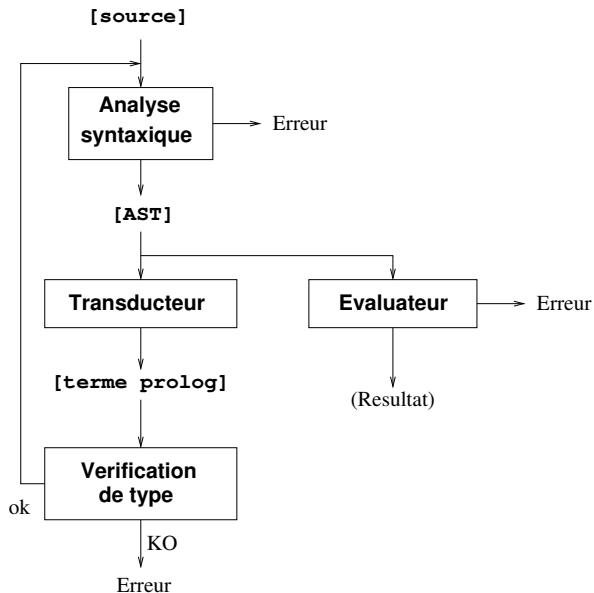 [source]
Analyse
syntaxique
Erreur
[AST]
Transducteur
Evaluateur
Erreur
[terme prolog]
(Resultat)
Verification
de type
ok
KO
Erreur